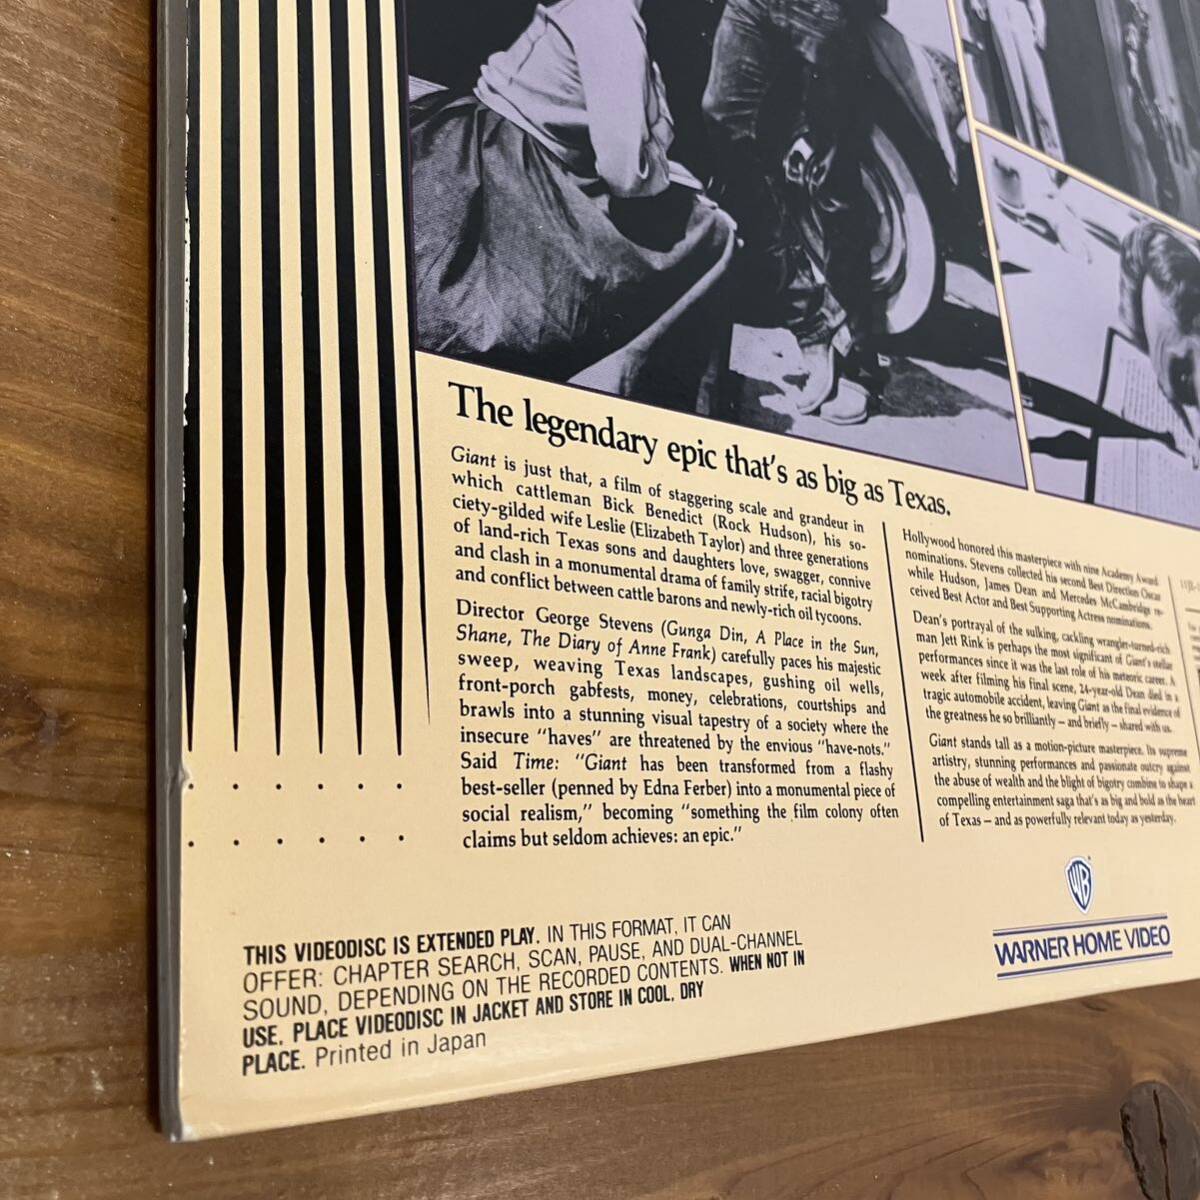 The legendary epic that's as big as Texas.
Giant is just that, a film of staggering scale and grandeur in
which cattleman Bick Benedict (Rock Hudson), his so-
ciety-gilded wife Leslie (Elizabeth Taylor) and three generations
of land-rich Texas sons and daughters love, swagger, connive
and clash in a monumental drama of family strife, racial bigotry
and conflict between cattle barons and newly-rich oil tycoons.
Director George Stevens (Gunga Din, A Place in the Sun,
Shane, The Diary of Anne Frank) carefully paces his majestic
sweep, weaving Texas landscapes, gushing oil wells,
front-porch gabfests, money, celebrations, courtships and
brawls into a stunning visual tapestry of a society where the
insecure "haves" are threatened by the envious "have-nots."
Said Time: "Giant has been transformed from a flashy
best-seller (penned by Edna Ferber) into a monumental piece of
social realism," becoming "something the film colony often
claims but seldom achieves: an epic."
Hollywood honored this masterpiece with nine Academy Award
nominations. Stevens collected his second Best Direction Oscar
while Hudson, James Dean and Mercedes McCambridge re-
ceived Best Actor and Best Supporting Actress nominations.
Dean's portrayal of the sulking, cackling wrangler-turned-rich
man Jett Rink is perhaps the most significant of Giant's stellar
performances since it was the last role of his meteoric career. A
week after filming his final scene, 24-year-old Dean died in a
tragic automobile accident, leaving Giant as the final evidence of
the greatness he so brilliantly – and briefly – shared with us.
Giant stands tall as a motion-picture masterpiece. Its supreme
artistry, stunning performances and passionate outcry against
the abuse of wealth and the blight of bigotry combine to shape a
compelling entertainment saga that's as big and bold as the heart
of Texas – and as powerfully relevant today as yesterday.
WB
WARNER HOME VIDEO
THIS VIDEODISC IS EXTENDED PLAY. IN THIS FORMAT, IT CAN
OFFER: CHAPTER SEARCH, SCAN, PAUSE, AND DUAL-CHANNEL
SOUND, DEPENDING ON THE RECORDED CONTENTS. WHEN NOT IN
USE, PLACE VIDEODISC IN JACKET AND STORE IN COOL, DRY
PLACE. Printed in Japan